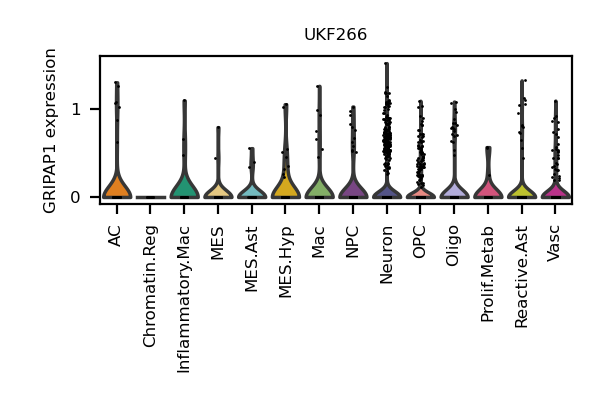 UKF266
GRIPAP1 expression
1
0
AC
Chromatin.Reg
Inflammatory.Mac
MES
MES.Ast
MES.Hyp
Mac
NPC
Neuron
OPC
Oligo
Prolif.Metab
Reactive.Ast
Vasc